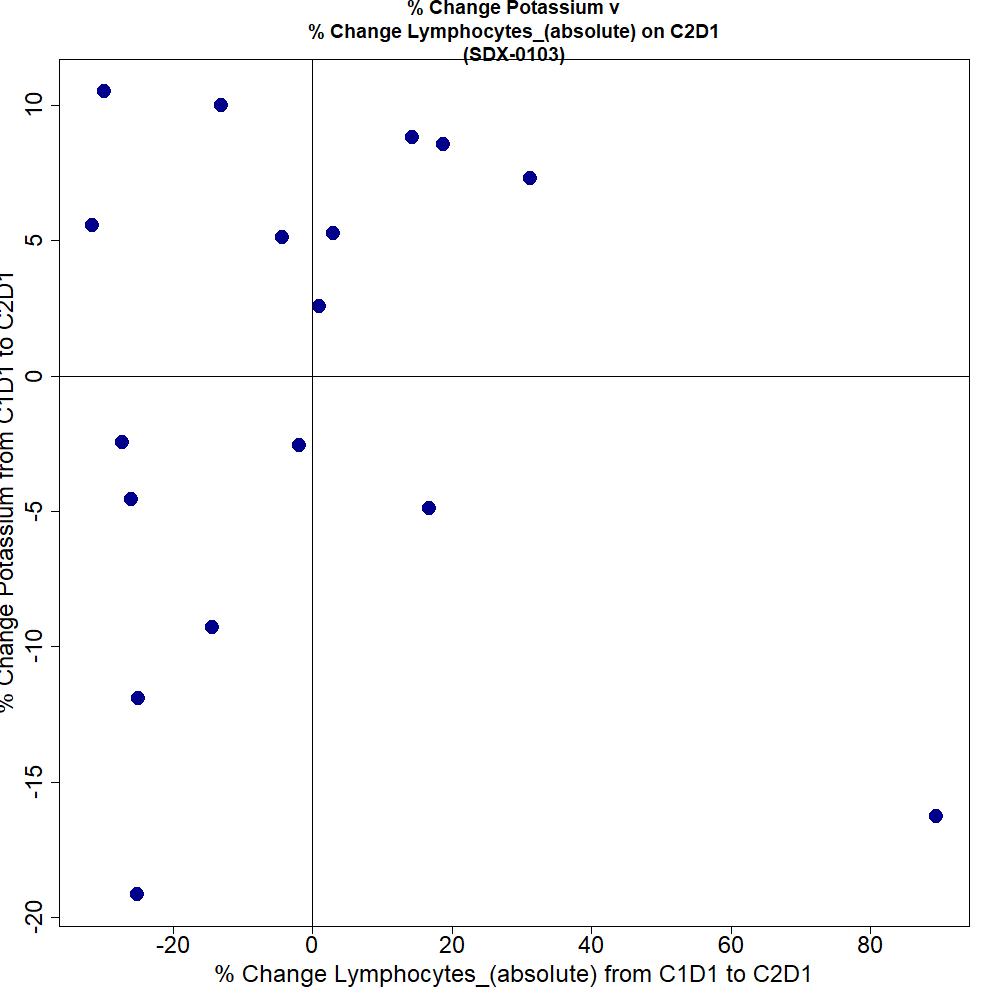 % Change Potassium v
% Change Lymphocytes_(absolute) on C2D1
(SDX-0103)
% Change Potassium from C1D1 to C2D1
10
5
0
-5
-10
-15
-20
-20
0
20
40
60
80
% Change Lymphocytes_(absolute) from C1D1 to C2D1